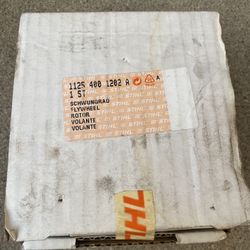 1125 400 1202 A
A
1 ST
SCHWUNGRAD
FLYWHEEL
ROTOR
VOLANTE
VOLANTE
STIHL